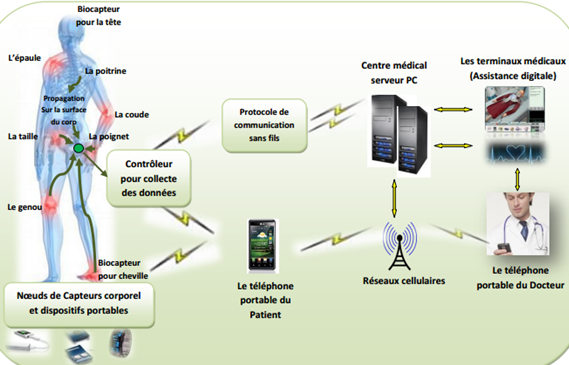 Biocapteur
pour la tête
L'épaule
La poitrine
Propagation
Sur la surface
du corp
La coude
La taille
La poignet
Contrôleur
pour collecte
des données
Le genou
Biocapteur
pour cheville
Nœuds de Capteurs corporel
et dispositifs portables
Protocole de
communication
sans fils
Le téléphone
portable du
Patient
Centre médical
serveur PC
Réseaux cellulaires
Les terminaux médicaux
(Assistance digitale)
Le téléphone
portable du Docteur